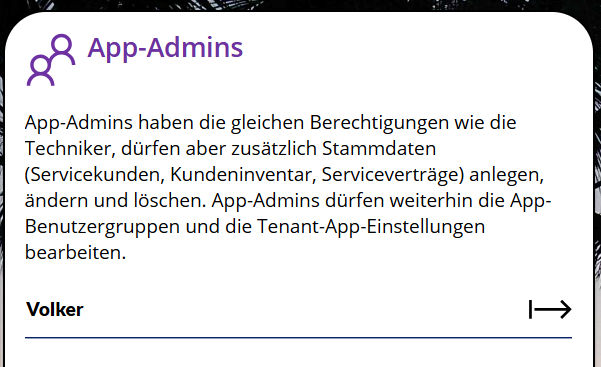 App-Admins
App-Admins haben die gleichen Berechtigungen wie die
Techniker, dürfen aber zusätzlich Stammdaten
(Servicekunden, Kundeninventar, Serviceverträge) anlegen,
ändern und löschen. App-Admins dürfen weiterhin die App-
Benutzergruppen und die Tenant-App-Einstellungen
bearbeiten.
Volker